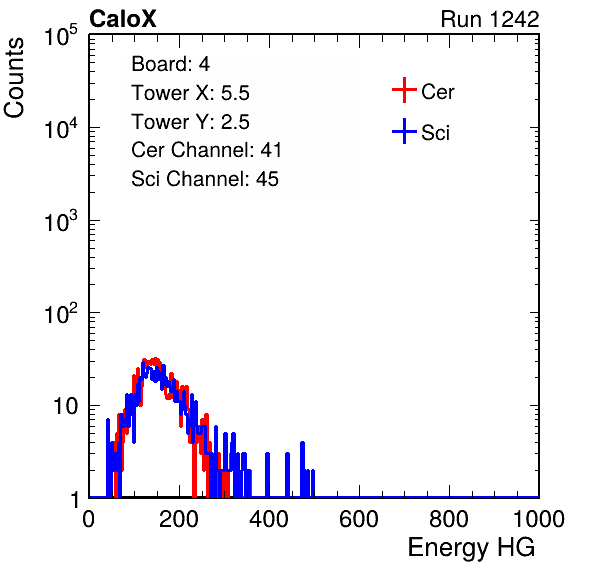 CaloX Run 1242
Counts
10^5
10^4
10^3
10^2
10
1
Board: 4
Tower X: 5.5
Tower Y: 2.5
Cer Channel: 41
Sci Channel: 45
Cer
Sci
0 200 400 600 800 1000
Energy HG